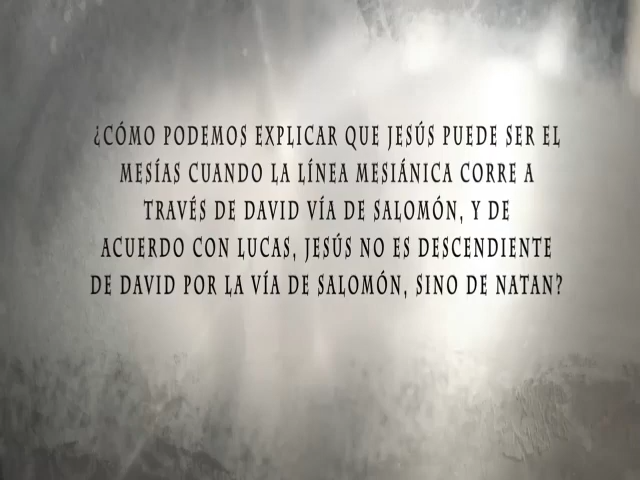 ¿CÓMO PODEMOS EXPLICAR QUE JESÚS PUEDE SER EL
MESÍAS CUANDO LA LÍNEA MESIÁNICA CORRE A
TRAVÉS DE DAVID VÍA DE SALOMÓN, Y DE
ACUERDO CON LUCAS, JESÚS NO ES DESCENDIENTE
DE DAVID POR LA VÍA DE SALOMÓN, SINO DE NATAN?